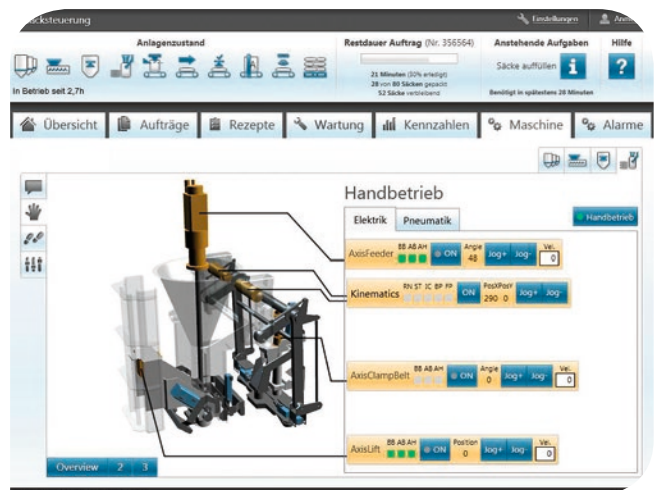 Einstellungen
Anlagenzustand
Restdauer Auftrag (Nr. 356564)
Anstehende Aufgaben
Hilfe
Säcke auffüllen
i
?
21 Minuten (30% erledigt)
28 von 80 Säcken gepackt
52 Säcke verbleibend
In Betrieb seit 2,7h
Benötigt in spätestens 20 Minuten
Übersicht
Aufträge
Rezepte
Wartung
Kennzahlen
Maschine
Alarme
Handbetrieb
Elektrik
Pneumatik
Handbetrieb
AxisFeeder BB AB AH ON Angle 48 Jog+ Jog- Vel. 0
Kinematics RN ST IC BP FP ON PosX PosY 290 0 Jog+ Jog-
AxisClampBelt BB AB AH ON Angle 0 Jog+ Jog- Vel. 0
AxisLift BB AB AH ON Position 0 Jog+ Jog- Vel. 0
Overview 2 3